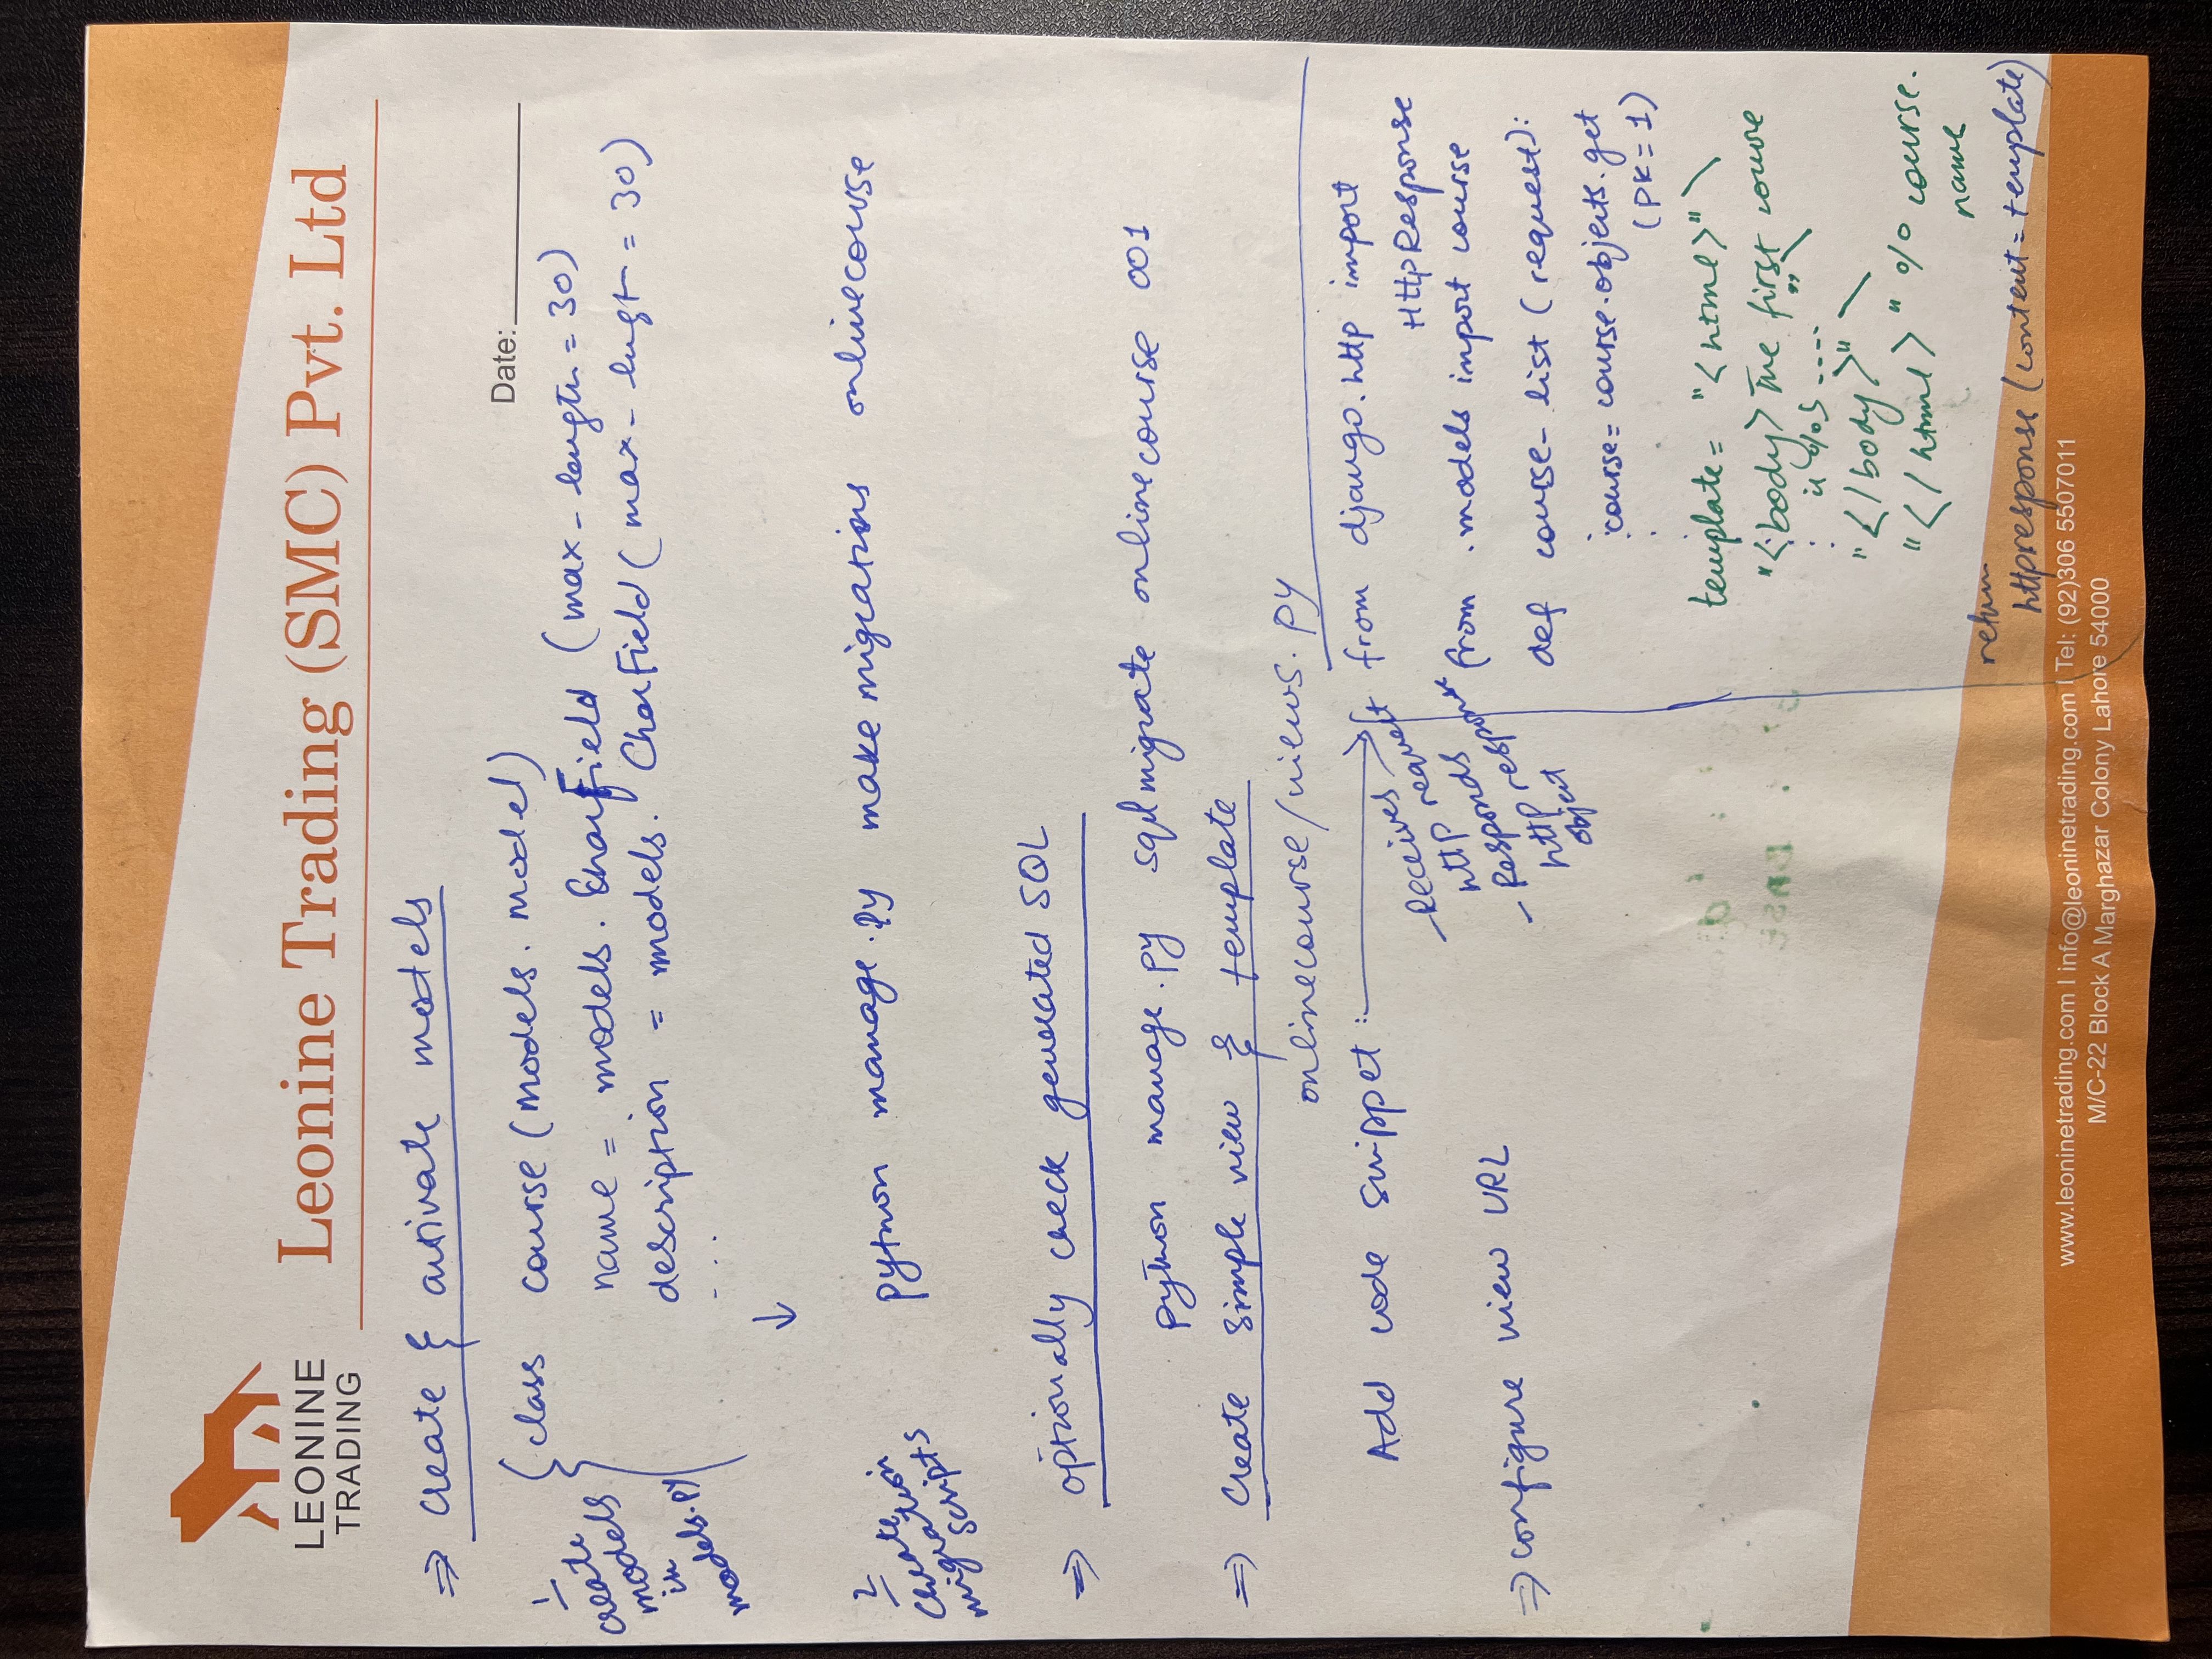 LEONINE
TRADING
Leonine Trading (SMC) Pvt. Ltd
Date:
⇒ create & activate models
1-
create
models
in
models.py
class course (models. model)
name = models. CharField (max-length = 30)
description = models. CharField (max-lengt = 30)
...
↓
2-
Create
migration
scripts
python manage.py makemigrations onlinecourse
⇒ optionally check generated SQL
python manage.py sqlmigrate onlinecourse 001
⇒ Create simple view & template
onlinecourse/views.py
Add code snippet :
- Receives
http request
- Responds
http response
object
from django.http import
HttpResponse
from .models import course
def course-list (request):
course = course.objects.get
(pk=1)
template = "<html>" \
"<body> The first course
is %s ...." \
"</body>" \
"</html>" % course.
name
return
httpresponse (content = template)
⇒ configure view URL
www.leoninetrading.com I info@leoninetrading.com I Tel: (92)306 5507011
M/C-22 Block A Marghazar Colony Lahore 54000